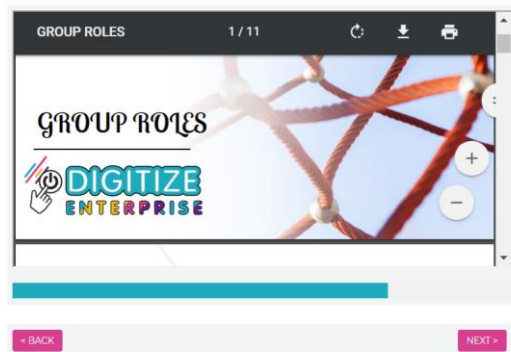 GROUP ROLES 1 / 11
GROUP ROLES
DIGITIZE
ENTERPRISE
< BACK NEXT >